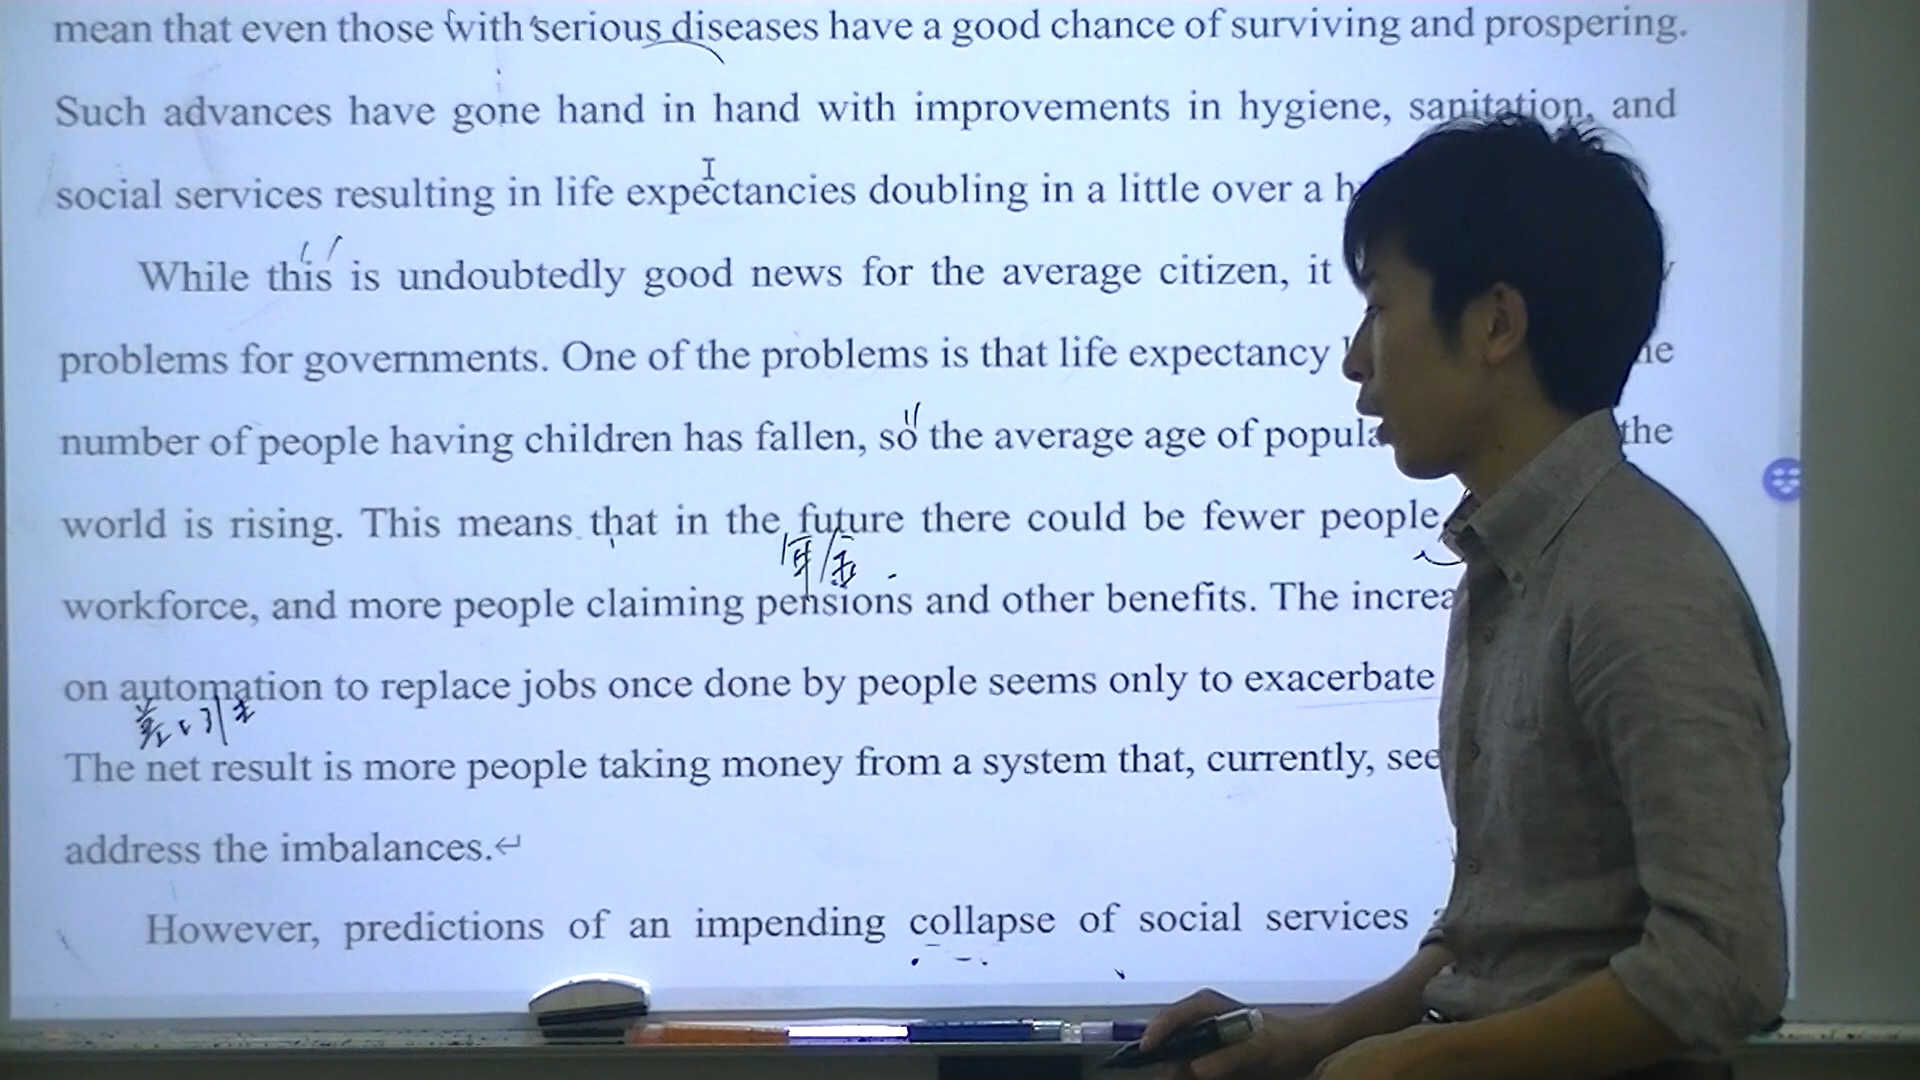 mean that even those with serious diseases have a good chance of surviving and prospering.
Such advances have gone hand in hand with improvements in hygiene, sanitation, and
social services resulting in life expectancies doubling in a little over a
While this is undoubtedly good news for the average citizen, it
problems for governments. One of the problems is that life expectancy
number of people having children has fallen, so the average age of the
world is rising. This means that in the future there could be fewer people
年金
workforce, and more people claiming pensions and other benefits. The
on automation to replace jobs once done by people seems only to exacerbate
差し引き
The net result is more people taking money from a system that, currently,
address the imbalances.↵
However, predictions of an impending collapse of social services